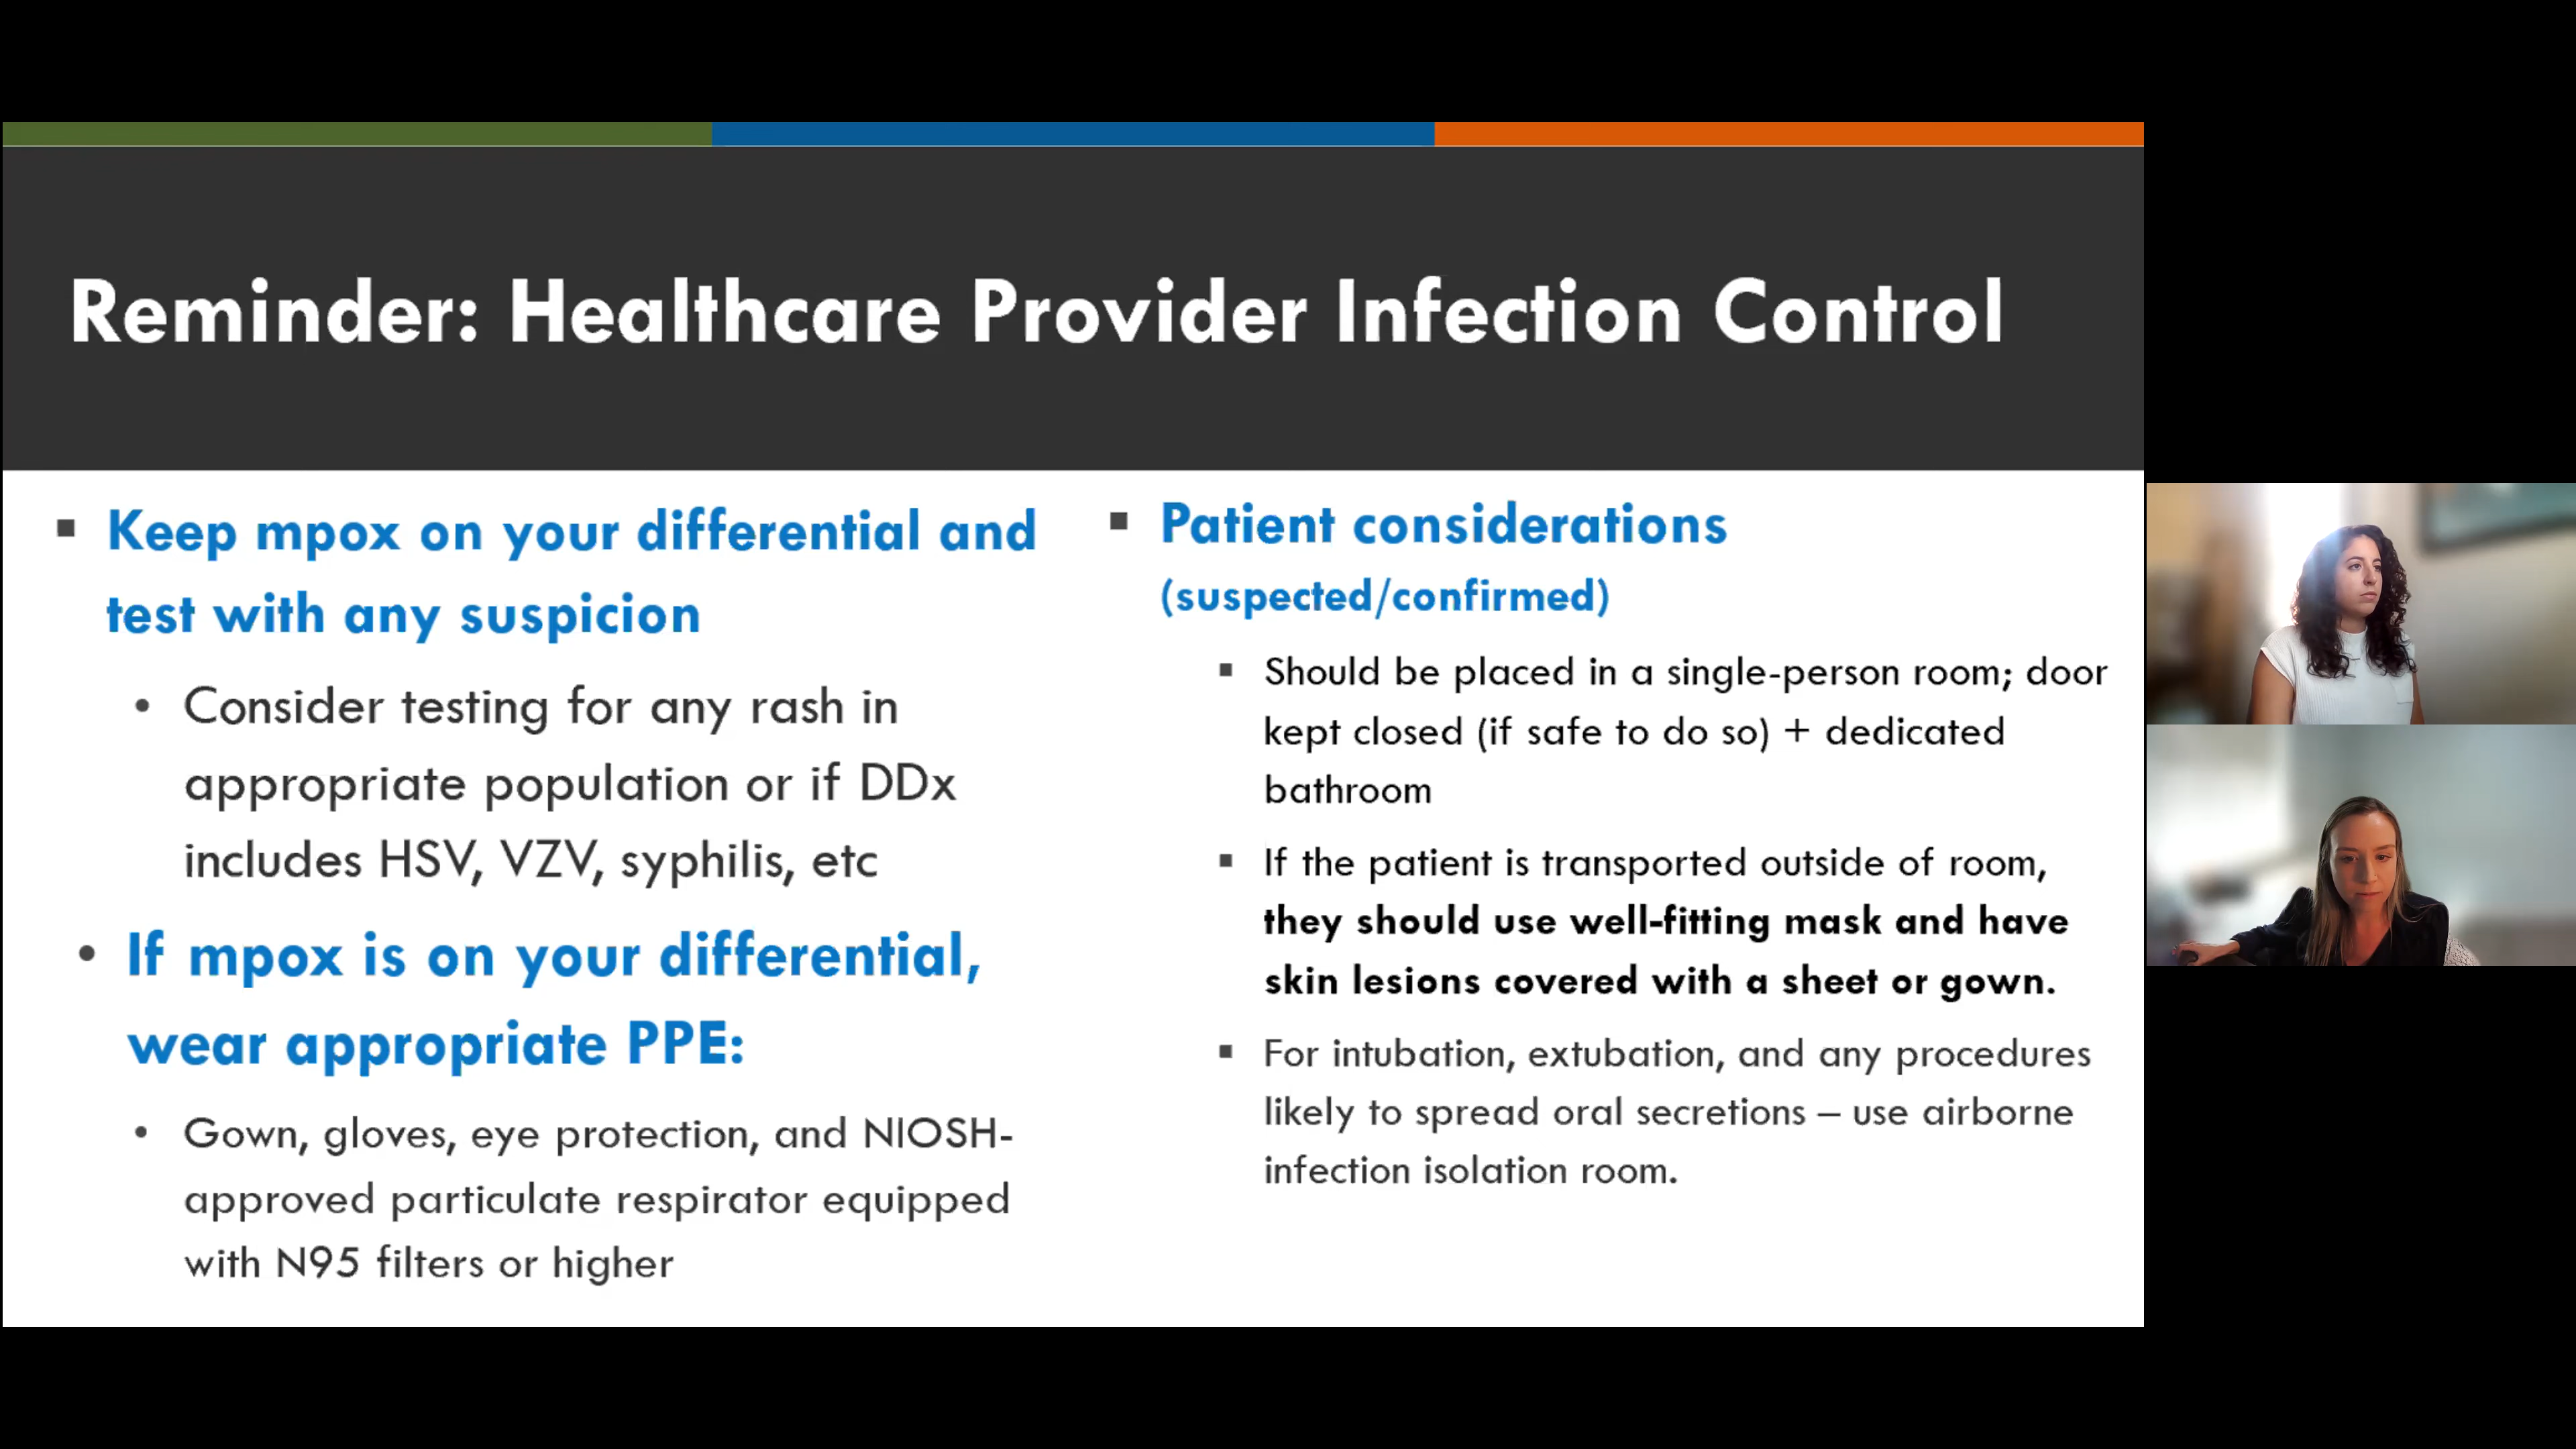 Reminder: Healthcare Provider Infection Control
Keep mpox on your differential and
test with any suspicion
Consider testing for any rash in
appropriate population or if DDx
includes HSV, VZV, syphilis, etc
If mpox is on your differential,
wear appropriate PPE:
Gown, gloves, eye protection, and NIOSH-
approved particulate respirator equipped
with N95 filters or higher
Patient considerations
(suspected/confirmed)
Should be placed in a single-person room; door
kept closed (if safe to do so) + dedicated
bathroom
If the patient is transported outside of room,
they should use well-fitting mask and have
skin lesions covered with a sheet or gown.
For intubation, extubation, and any procedures
likely to spread oral secretions – use airborne
infection isolation room.